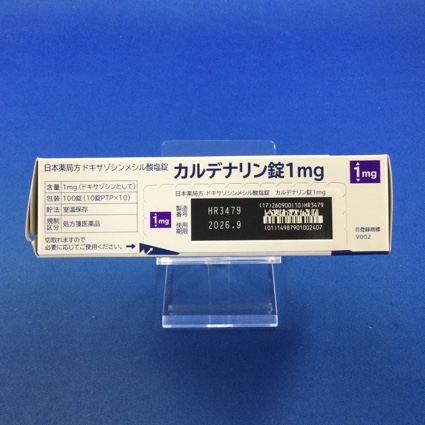 日本薬局方 ドキサゾシンメシル酸塩錠 カルデナリン錠1mg
1mg
含量 1mg(ドキサゾシンとして)
包装 100錠(10錠PTP×10)
貯法 室温保存
規制区分 処方箋医薬品
切取れますので
必要に応じてご使用ください。
日本薬局方 ドキサゾシンメシル酸塩錠 カルデナリン錠1mg
1mg
製造番号 HR3479
使用期限 2026.9
(17)260900(10)HR3479
(01)14987901002407
®登録商標
V002